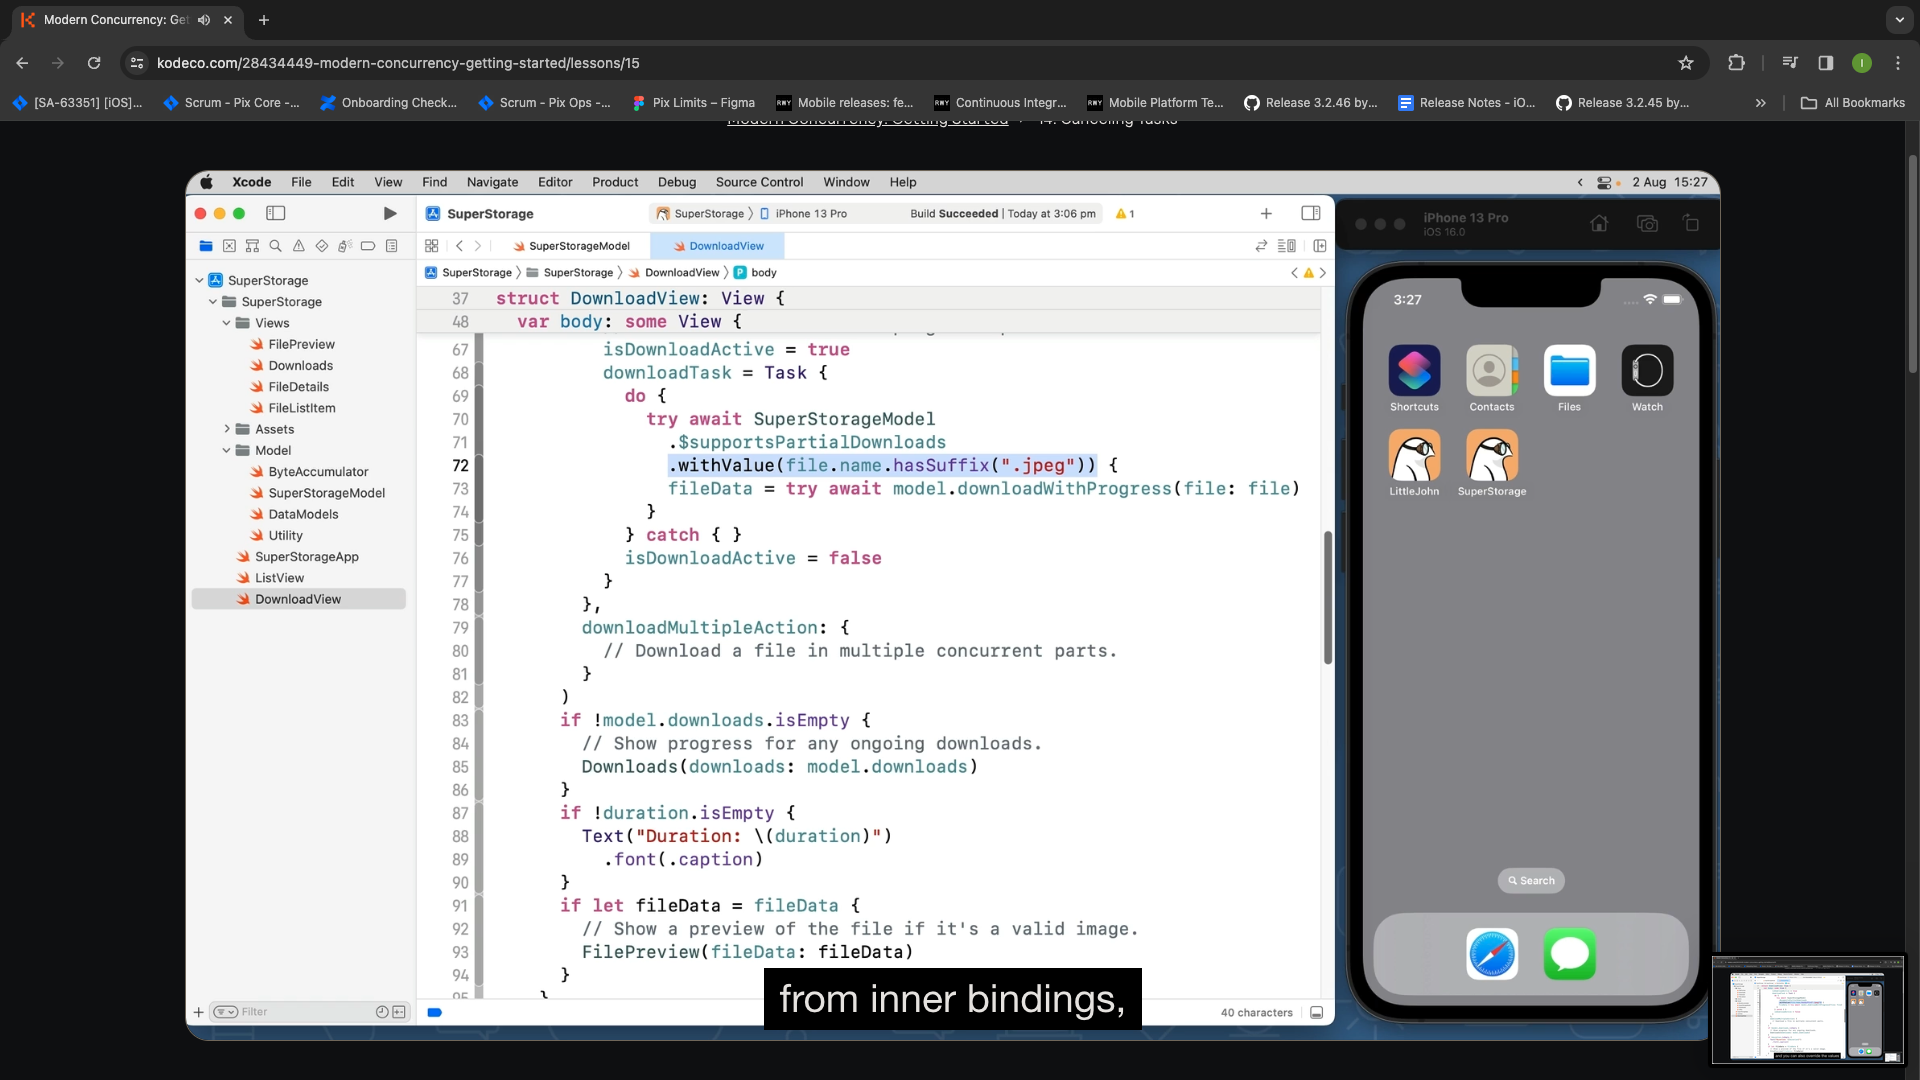 Modern Concurrency: Get
kodeco.com/28434449-modern-concurrency-getting-started/lessons/15
[SA-63351] [iOS]...
Scrum - Pix Core -...
Onboarding Check...
Scrum - Pix Ops -...
Pix Limits – Figma
RWY Mobile releases: fe...
RWY Continuous Integr...
RWY Mobile Platform Te...
Release 3.2.46 by...
Release Notes - iO...
Release 3.2.45 by...
All Bookmarks
Modern Concurrency: Getting Started › 14. Canceling Tasks
Xcode File Edit View Find Navigate Editor Product Debug Source Control Window Help
2 Aug 15:27
SuperStorage
SuperStorage 〉 iPhone 13 Pro
Build Succeeded | Today at 3:06 pm
1
SuperStorageModel
DownloadView
SuperStorage 〉 SuperStorage 〉 DownloadView 〉 P body
SuperStorage
SuperStorage
Views
FilePreview
Downloads
FileDetails
FileListItem
Assets
Model
ByteAccumulator
SuperStorageModel
DataModels
Utility
SuperStorageApp
ListView
DownloadView
Filter
37 struct DownloadView: View {
48 var body: some View {
67 isDownloadActive = true
68 downloadTask = Task {
69 do {
70 try await SuperStorageModel
71 .$supportsPartialDownloads
72 .withValue(file.name.hasSuffix(".jpeg")) {
73 fileData = try await model.downloadWithProgress(file: file)
74 }
75 } catch { }
76 isDownloadActive = false
77 }
78 },
79 downloadMultipleAction: {
80 // Download a file in multiple concurrent parts.
81 }
82 )
83 if !model.downloads.isEmpty {
84 // Show progress for any ongoing downloads.
85 Downloads(downloads: model.downloads)
86 }
87 if !duration.isEmpty {
88 Text("Duration: \(duration)")
89 .font(.caption)
90 }
91 if let fileData = fileData {
92 // Show a preview of the file if it's a valid image.
93 FilePreview(fileData: fileData)
94 }
95 }
40 characters
from inner bindings,
iPhone 13 Pro
iOS 16.0
3:27
Shortcuts
Contacts
Files
Watch
LittleJohn
SuperStorage
Search